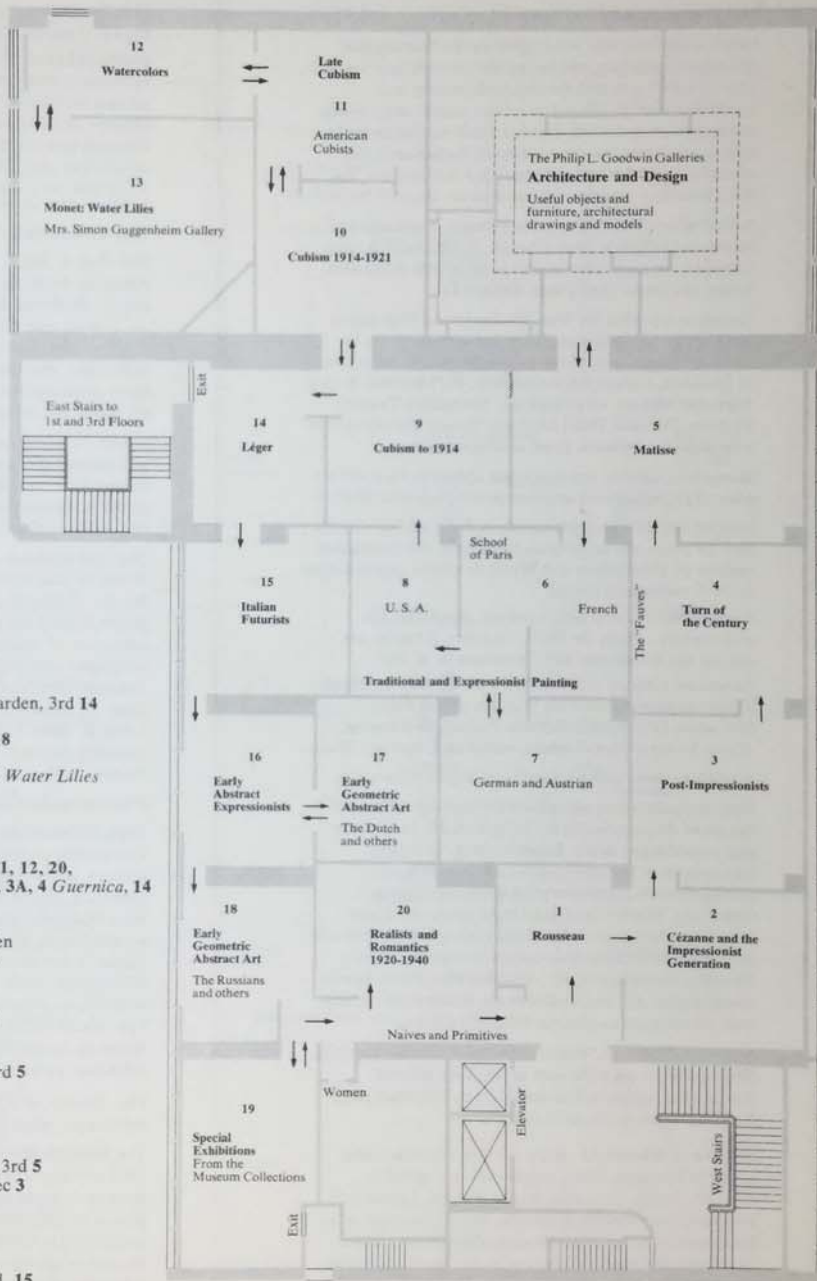 12
Watercolors
Late
Cubism
11
American
Cubists
The Philip L. Goodwin Galleries
Architecture and Design
Useful objects and
furniture, architectural
drawings and models
13
Monet: Water Lilies
Mrs. Simon Guggenheim Gallery
10
Cubism 1914-1921
Exit
East Stairs to
1st and 3rd Floors
14
Léger
9
Cubism to 1914
5
Matisse
School
of Paris
15
Italian
Futurists
8
U. S. A.
6
French
The "Fauves"
4
Turn of
the Century
Traditional and Expressionist Painting
arden, 3rd 14
8
Water Lilies
16
Early
Abstract
Expressionists
17
Early
Geometric
Abstract Art
The Dutch
and others
7
German and Austrian
3
Post-Impressionists
1, 12, 20,
3A, 4 Guernica, 14
en
18
Early
Geometric
Abstract Art
The Russians
and others
20
Realists and
Romantics
1920-1940
1
Rousseau
2
Cézanne and the
Impressionist
Generation
Naives and Primitives
rd 5
Women
Elevator
West Stairs
19
Special
Exhibitions
From the
Museum Collections
Exit
3rd 5
ec 3
15